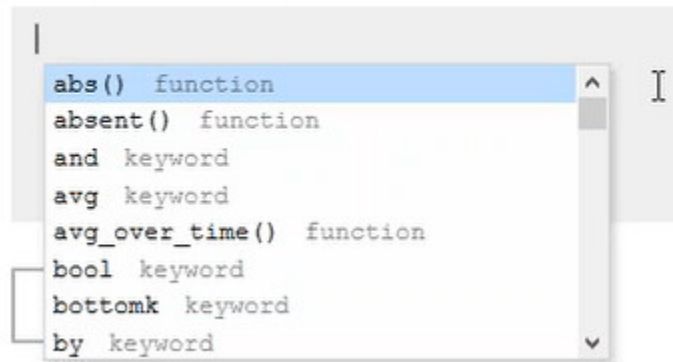 abs() function
absent() function
and keyword
avg keyword
avg_over_time() function
bool keyword
bottomk keyword
by keyword